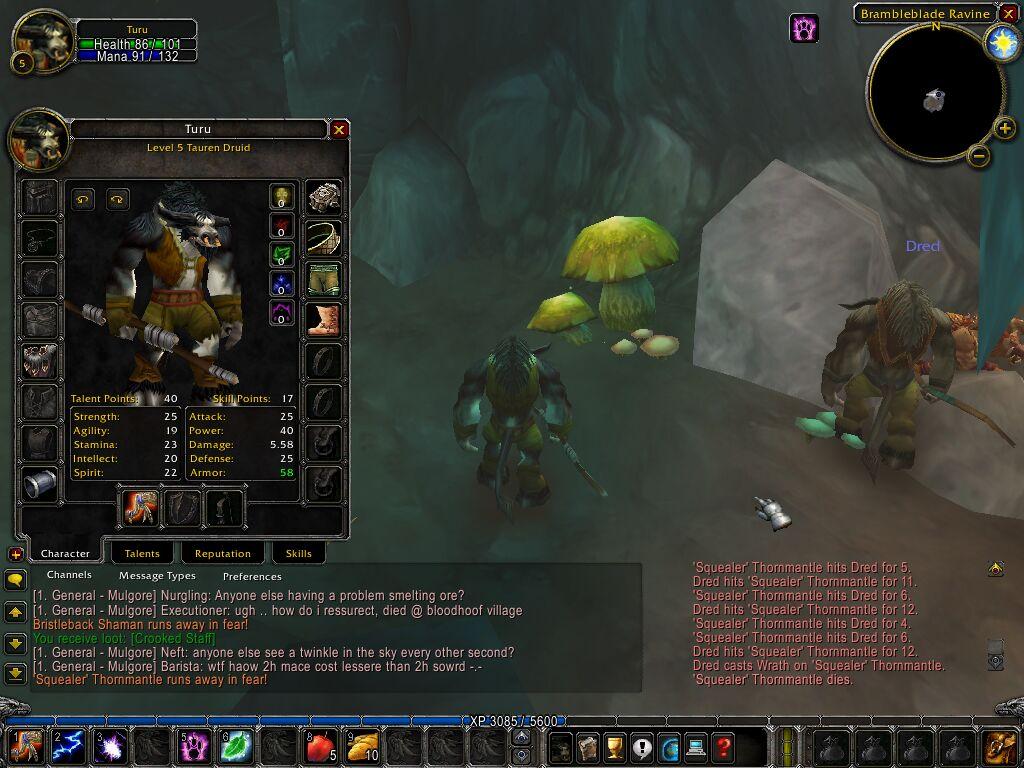 Turu
Health 86 / 101
Mana 91 / 132
5
Brambleblade Ravine
N
Turu
Level 5 Tauren Druid
0
0
0
0
0
Dred
Talent Points: 40 Skill Points: 17
Strength: 25 Attack: 25
Agility: 19 Power: 40
Stamina: 23 Damage: 5.58
Intellect: 20 Defense: 25
Spirit: 22 Armor: 58
Character Talents Reputation Skills
Channels Message Types Preferences
[1. General - Mulgore] Nurgling: Anyone else having a problem smelting ore?
[1. General - Mulgore] Executioner: ugh .. how do i ressurect, died @ bloodhoof village
Bristleback Shaman runs away in fear!
You receive loot: [Crooked Staff]
[1. General - Mulgore] Neft: anyone else see a twinkle in the sky every other second?
[1. General - Mulgore] Barista: wtf haow 2h mace cost lessere than 2h sowrd -.-
'Squealer' Thornmantle runs away in fear!
'Squealer' Thornmantle hits Dred for 5.
Dred hits 'Squealer' Thornmantle for 11.
'Squealer' Thornmantle hits Dred for 6.
Dred hits 'Squealer' Thornmantle for 12.
'Squealer' Thornmantle hits Dred for 4.
'Squealer' Thornmantle hits Dred for 6.
Dred hits 'Squealer' Thornmantle for 12.
Dred casts Wrath on 'Squealer' Thornmantle.
'Squealer' Thornmantle dies.
XP 3085 / 5600
1 2 3 5 6 8 5 9 10